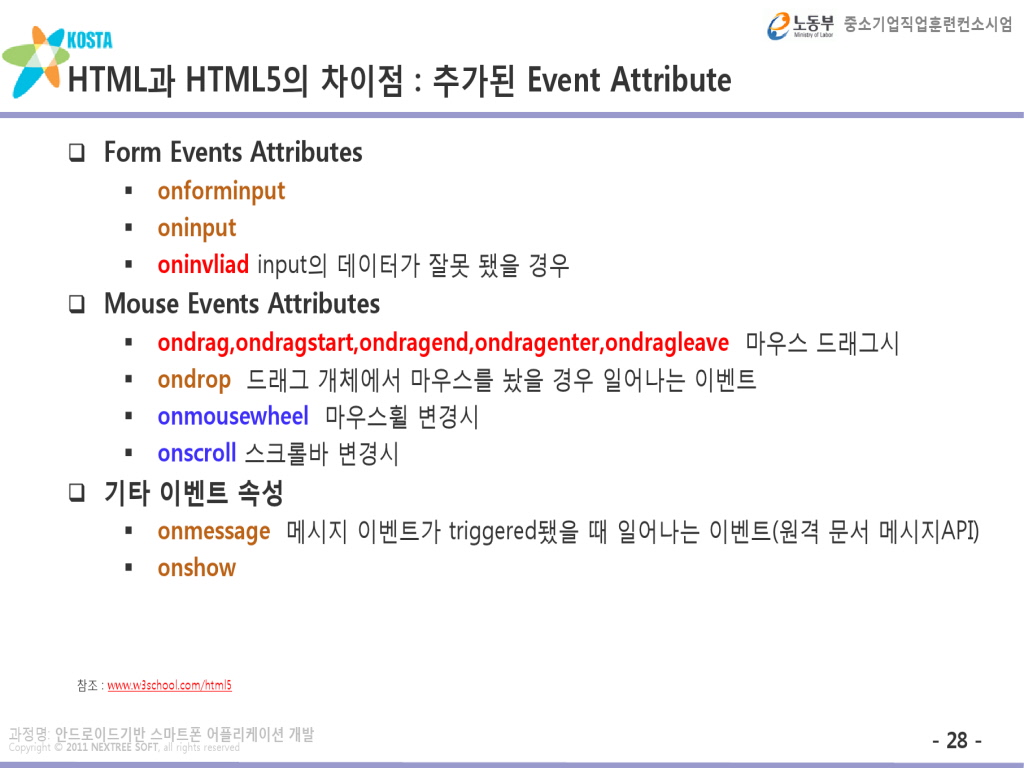 노동부 중소기업직업훈련컨소시엄
Ministry of Labor
KOSTA
HTML과 HTML5의 차이점 : 추가된 Event Attribute
❑ Form Events Attributes
▪ onforminput
▪ oninput
▪ oninvliad input의 데이터가 잘못 됐을 경우
❑ Mouse Events Attributes
▪ ondrag,ondragstart,ondragend,ondragenter,ondragleave 마우스 드래그시
▪ ondrop 드래그 개체에서 마우스를 놨을 경우 일어나는 이벤트
▪ onmousewheel 마우스휠 변경시
▪ onscroll 스크롤바 변경시
❑ 기타 이벤트 속성
▪ onmessage 메시지 이벤트가 triggered됐을 때 일어나는 이벤트(원격 문서 메시지API)
▪ onshow
참조 : www.w3school.com/html5
과정명: 안드로이드기반 스마트폰 어플리케이션 개발
Copyright © 2011 NEXTREE SOFT, all rights reserved
- 28 -